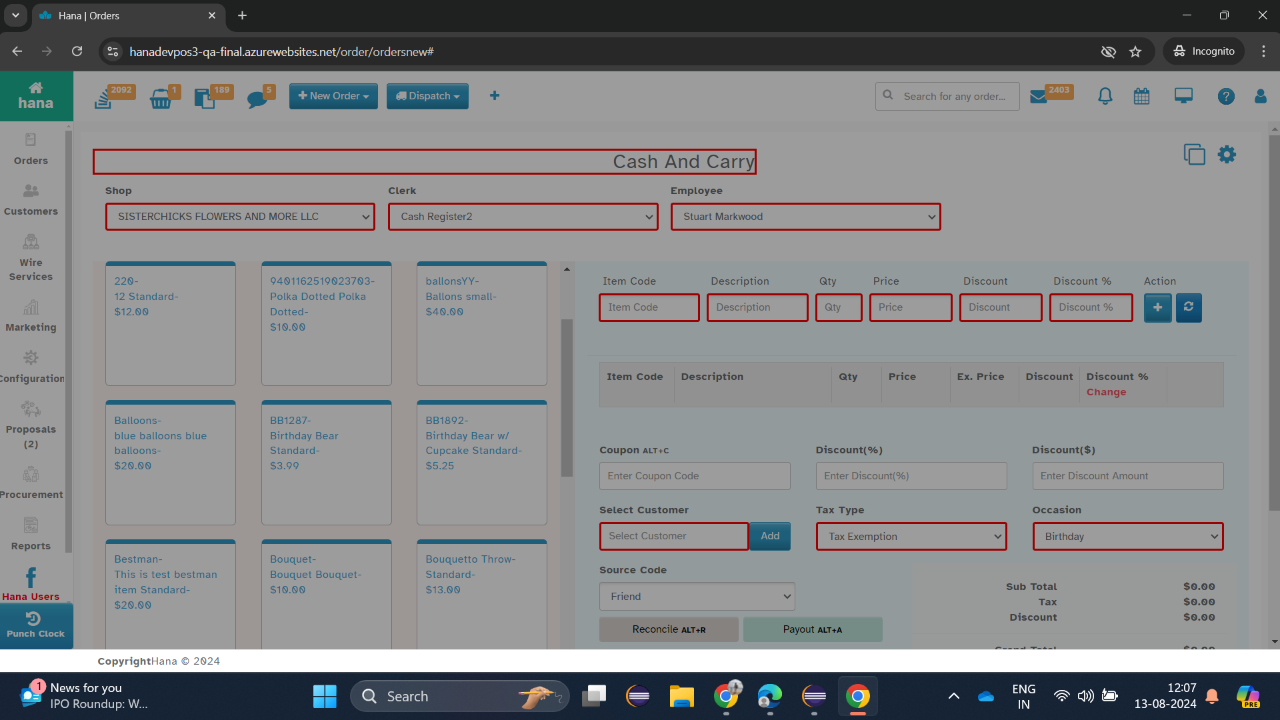 Hana | Orders
hanadevpos3-qa-final.azurewebsites.net/order/ordersnew#
Incognito
hana
2092
1
189
5
New Order
Dispatch
Search for any order...
2403
Orders
Customers
Wire
Services
Marketing
Configuration
Proposals
(2)
Procurement
Reports
Hana Users
Punch Clock
Cash And Carry
Shop
Clerk
Employee
SISTERCHICKS FLOWERS AND MORE LLC
Cash Register2
Stuart Markwood
220-
12 Standard-
$12.00
9401162519023703-
Polka Dotted Polka
Dotted-
$10.00
ballonsYY-
Ballons small-
$40.00
Balloons-
blue balloons blue
balloons-
$20.00
BB1287-
Birthday Bear
Standard-
$3.99
BB1892-
Birthday Bear w/
Cupcake Standard-
$5.25
Bestman-
This is test bestman
item Standard-
$20.00
Bouquet-
Bouquet Bouquet-
$10.00
Bouquetto Throw-
Standard-
$13.00
Item Code Description Qty Price Discount Discount % Action
Item Code Description Qty Price Discount Discount %
Item Code Description Qty Price Ex. Price Discount Discount %
Change
Coupon ALT+C
Discount(%)
Discount($)
Enter Coupon Code
Enter Discount(%)
Enter Discount Amount
Select Customer
Tax Type
Occasion
Select Customer
Add
Tax Exemption
Birthday
Source Code
Friend
Reconcile ALT+R
Payout ALT+A
Sub Total $0.00
Tax $0.00
Discount $0.00
Grand Total $0.00
CopyrightHana © 2024
1
News for you
IPO Roundup: W...
Search
PRE
ENG
IN
12:07
13-08-2024